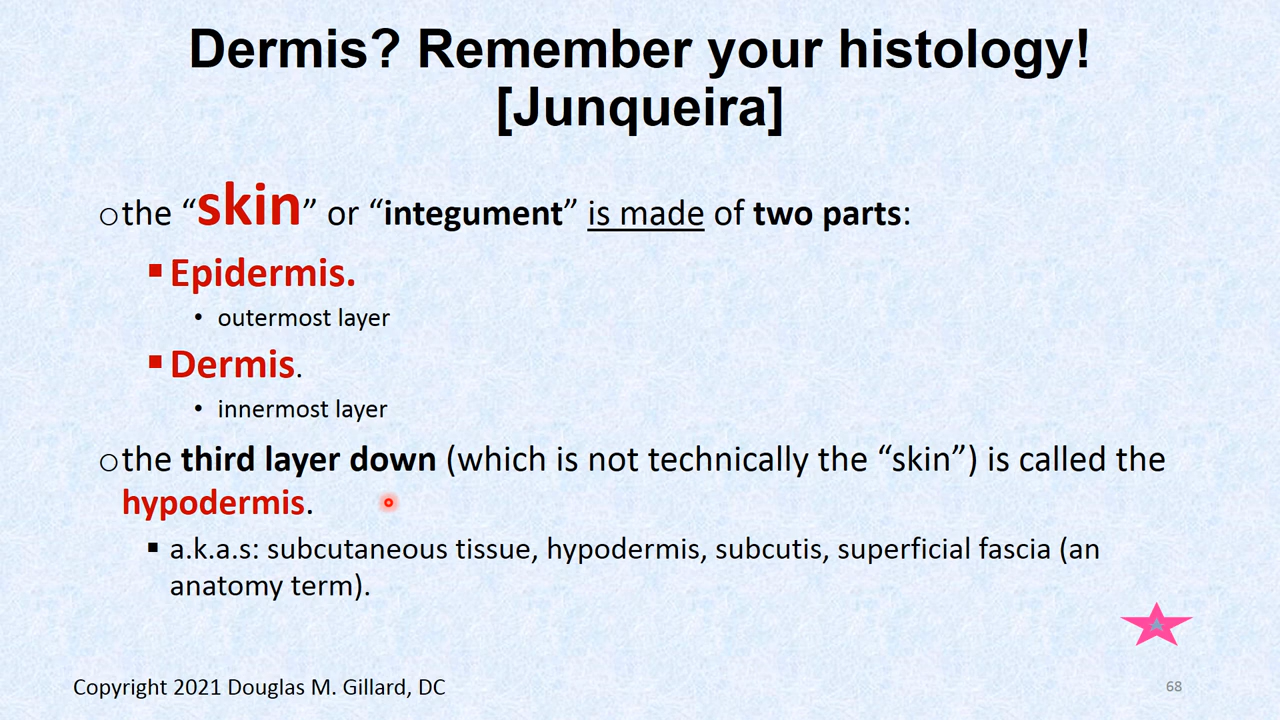 Dermis? Remember your histology!
[Junqueira]
○the “skin” or “integument” is made of two parts:
▪Epidermis.
• outermost layer
▪Dermis.
• innermost layer
○the third layer down (which is not technically the “skin”) is called the
hypodermis.
▪ a.k.a.s: subcutaneous tissue, hypodermis, subcutis, superficial fascia (an
anatomy term).
Copyright 2021 Douglas M. Gillard, DC
68